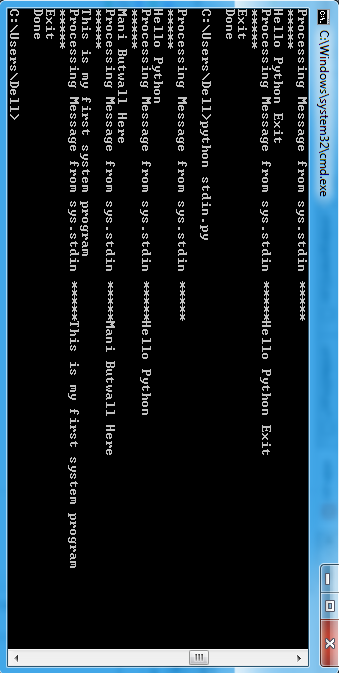 C:\Windows\system32\cmd.exe
Processing Message from sys.stdin *****
*****
Hello Python Exit
Processing Message from sys.stdin *****Hello Python Exit
*****
Exit
Done
C:\Users\Dell>python stdin.py
Processing Message from sys.stdin *****
*****
Hello Python
Processing Message from sys.stdin *****Hello Python
*****
Mani Butwall Here
Processing Message from sys.stdin *****Mani Butwall Here
*****
This is my first system program
Processing Message from sys.stdin *****This is my first system program
*****
Exit
Done
C:\Users\Dell>